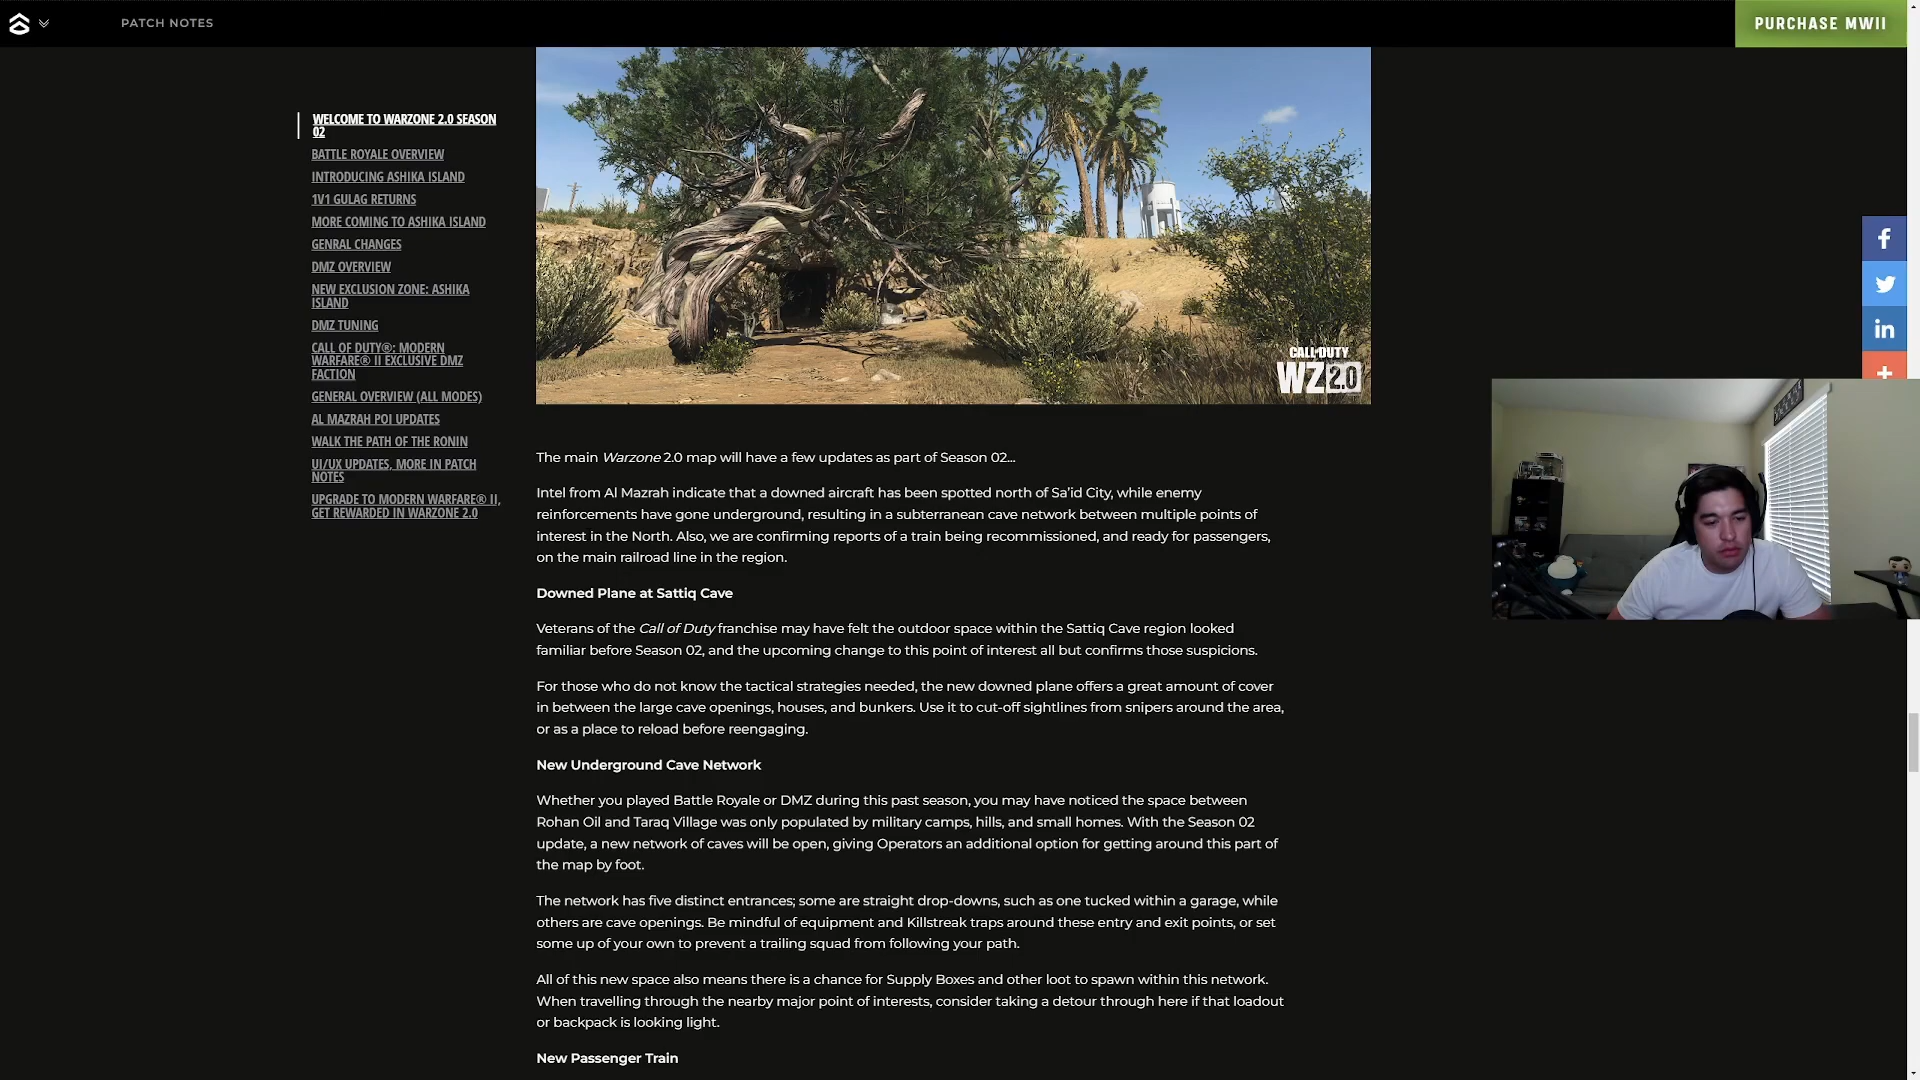 PATCH NOTES
PURCHASE MWII
WELCOME TO WARZONE 2.0 SEASON
02
BATTLE ROYALE OVERVIEW
INTRODUCING ASHIKA ISLAND
1V1 GULAG RETURNS
MORE COMING TO ASHIKA ISLAND
GENRAL CHANGES
DMZ OVERVIEW
NEW EXCLUSION ZONE: ASHIKA
ISLAND
DMZ TUNING
CALL OF DUTY®: MODERN
WARFARE® II EXCLUSIVE DMZ
FACTION
GENERAL OVERVIEW (ALL MODES)
AL MAZRAH POI UPDATES
WALK THE PATH OF THE RONIN
UI/UX UPDATES, MORE IN PATCH
NOTES
UPGRADE TO MODERN WARFARE® II,
GET REWARDED IN WARZONE 2.0
CALL OF DUTY
WZ 2.0
The main Warzone 2.0 map will have a few updates as part of Season 02...
Intel from Al Mazrah indicate that a downed aircraft has been spotted north of Sa'id City, while enemy
reinforcements have gone underground, resulting in a subterranean cave network between multiple points of
interest in the North. Also, we are confirming reports of a train being recommissioned, and ready for passengers,
on the main railroad line in the region.
Downed Plane at Sattiq Cave
Veterans of the Call of Duty franchise may have felt the outdoor space within the Sattiq Cave region looked
familiar before Season 02, and the upcoming change to this point of interest all but confirms those suspicions.
For those who do not know the tactical strategies needed, the new downed plane offers a great amount of cover
in between the large cave openings, houses, and bunkers. Use it to cut-off sightlines from snipers around the area,
or as a place to reload before reengaging.
New Underground Cave Network
Whether you played Battle Royale or DMZ during this past season, you may have noticed the space between
Rohan Oil and Taraq Village was only populated by military camps, hills, and small homes. With the Season 02
update, a new network of caves will be open, giving Operators an additional option for getting around this part of
the map by foot.
The network has five distinct entrances; some are straight drop-downs, such as one tucked within a garage, while
others are cave openings. Be mindful of equipment and Killstreak traps around these entry and exit points, or set
some up of your own to prevent a trailing squad from following your path.
All of this new space also means there is a chance for Supply Boxes and other loot to spawn within this network.
When travelling through the nearby major point of interests, consider taking a detour through here if that loadout
or backpack is looking light.
New Passenger Train